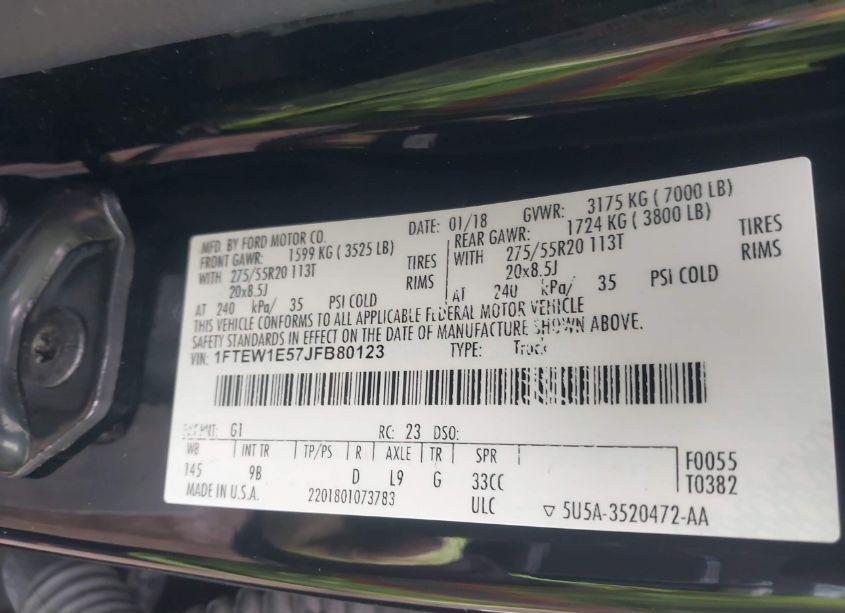 MFD. BY FORD MOTOR CO. DATE: 01/18 GVWR: 3175 KG ( 7000 LB)
FRONT GAWR: 1599 KG ( 3525 LB) REAR GAWR: 1724 KG ( 3800 LB)
WITH 275/55R20 113T TIRES WITH 275/55R20 113T TIRES
20x8.5J RIMS 20x8.5J RIMS
AT 240 kPa/ 35 PSI COLD AT 240 kPa/ 35 PSI COLD
THIS VEHICLE CONFORMS TO ALL APPLICABLE FEDERAL MOTOR VEHICLE
SAFETY STANDARDS IN EFFECT ON THE DATE OF MANUFACTURE SHOWN ABOVE.
VIN: 1FTEW1E57JFB80123 TYPE: Truck
G1 RC: 23 DSO:
WB INT TR TP/PS R AXLE TR SPR F0055
145 9B D L9 G 33CC T0382
MADE IN U.S.A. 2201801073783 ULC ▽ 5U5A-3520472-AA